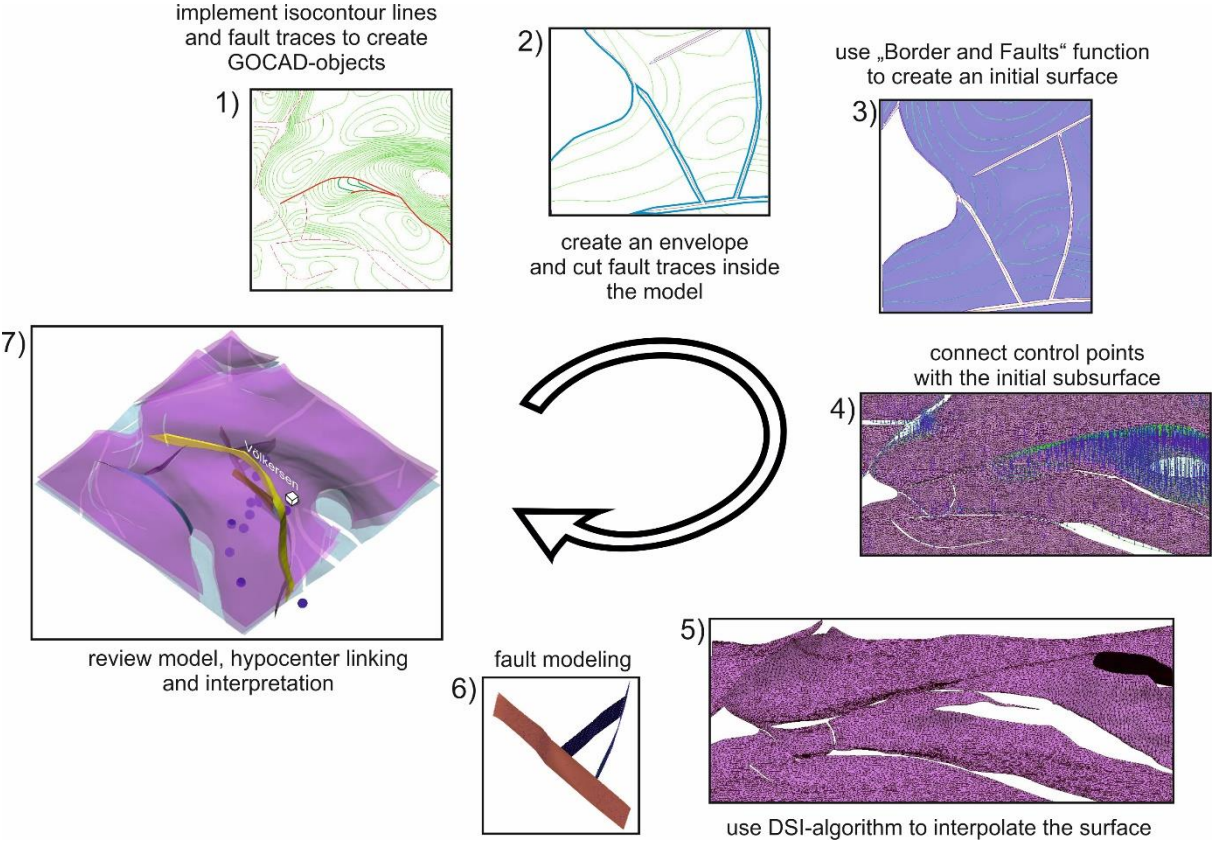 implement isocontour lines
and fault traces to create
GOCAD-objects
1)
2)
create an envelope
and cut fault traces inside
the model
use „Border and Faults“ function
to create an initial surface
3)
connect control points
with the initial subsurface
4)
5)
use DSI-algorithm to interpolate the surface
fault modeling
6)
7)
Völkersen
review model, hypocenter linking
and interpretation